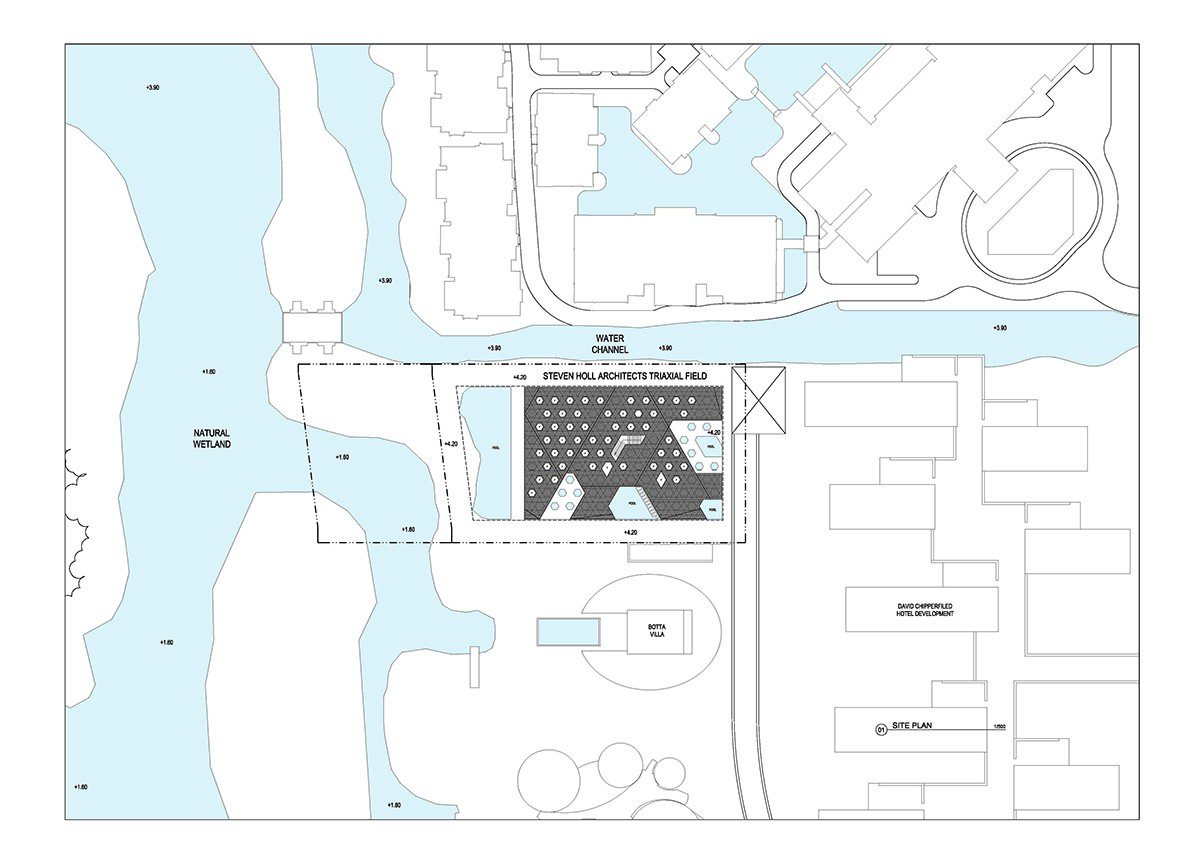 +3.90
+3.90
+3.90
WATER
CHANNEL
+3.90
+3.90
+1.60
+4.20
STEVEN HOLL ARCHITECTS TRIAXIAL FIELD
NATURAL
WETLAND
+4.20
+4.20
POOL
POOL
+1.60
POOL
POOL
+1.60
+4.20
DAVID CHIPPERFILED
HOTEL DEVELOPMENT
BOTTA
VILLA
+1.60
01
SITE PLAN
1/500
+1.60
+1.60